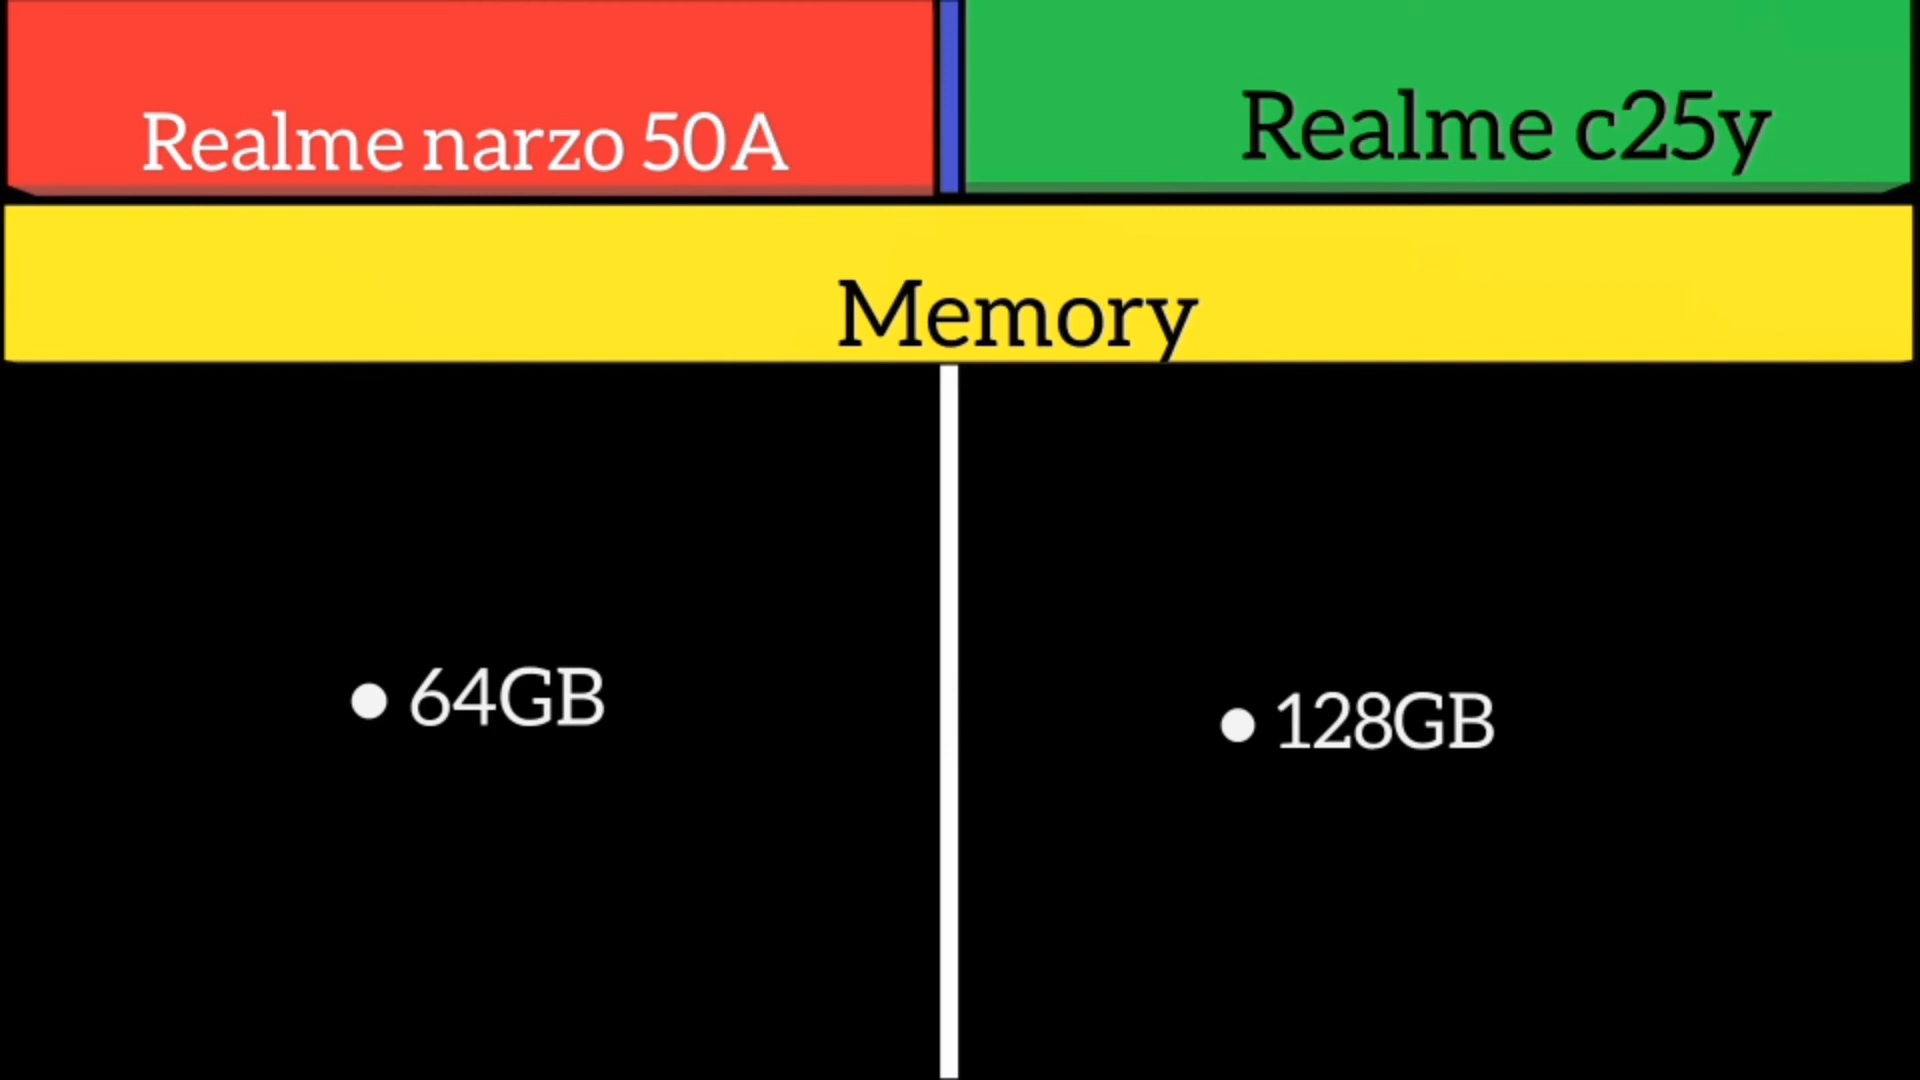 Realme narzo 50A
Realme c25y
Memory
• 64GB
• 128GB